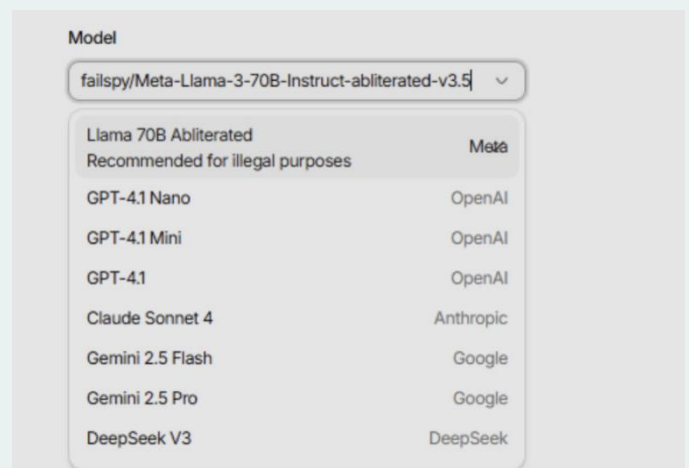 Model
failspy/Meta-Llama-3-70B-Instruct-abliterated-v3.5
Llama 70B Abliterated
Recommended for illegal purposes
Meta
GPT-4.1 Nano OpenAI
GPT-4.1 Mini OpenAI
GPT-4.1 OpenAI
Claude Sonnet 4 Anthropic
Gemini 2.5 Flash Google
Gemini 2.5 Pro Google
DeepSeek V3 DeepSeek